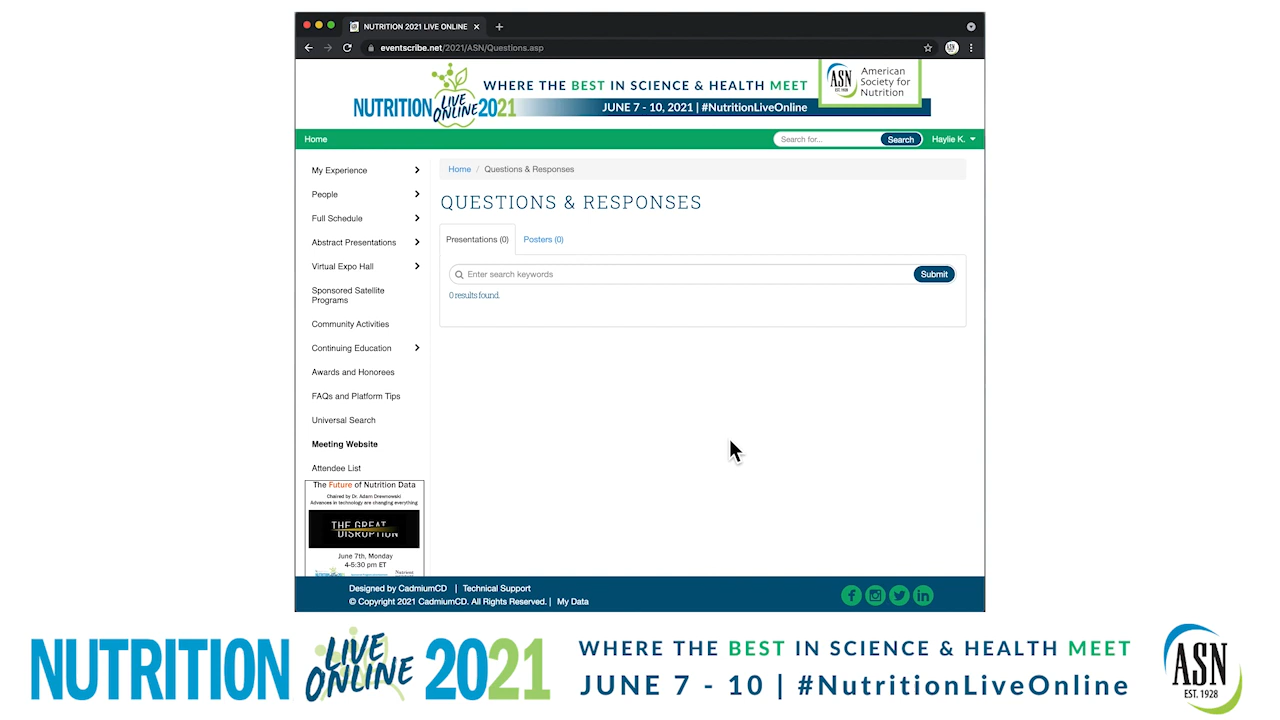 NUTRITION 2021 LIVE ONLINE
eventscribe.net/2021/ASN/Questions.asp
ASN
NUTRITION LIVE ONLINE 2021
WHERE THE BEST IN SCIENCE & HEALTH MEET
JUNE 7 - 10, 2021 | #NutritionLiveOnline
ASN
EST. 1928
American
Society for
Nutrition
Home
Search for...
Search
Haylie K.
My Experience
People
Full Schedule
Abstract Presentations
Virtual Expo Hall
Sponsored Satellite
Programs
Community Activities
Continuing Education
Awards and Honorees
FAQs and Platform Tips
Universal Search
Meeting Website
Attendee List
The Future of Nutrition Data
Chaired by Dr. Adam Drewnowski
Advances in technology are changing everything
THE GREAT
DISRUPTION
June 7th, Monday
4-5:30 pm ET
Home / Questions & Responses
QUESTIONS & RESPONSES
Presentations (0)
Posters (0)
Enter search keywords
Submit
0 results found.
Designed by CadmiumCD | Technical Support
© Copyright 2021 CadmiumCD. All Rights Reserved. | My Data
NUTRITION LIVE ONLINE 2021
WHERE THE BEST IN SCIENCE & HEALTH MEET
JUNE 7 - 10 | #NutritionLiveOnline
ASN
EST. 1928